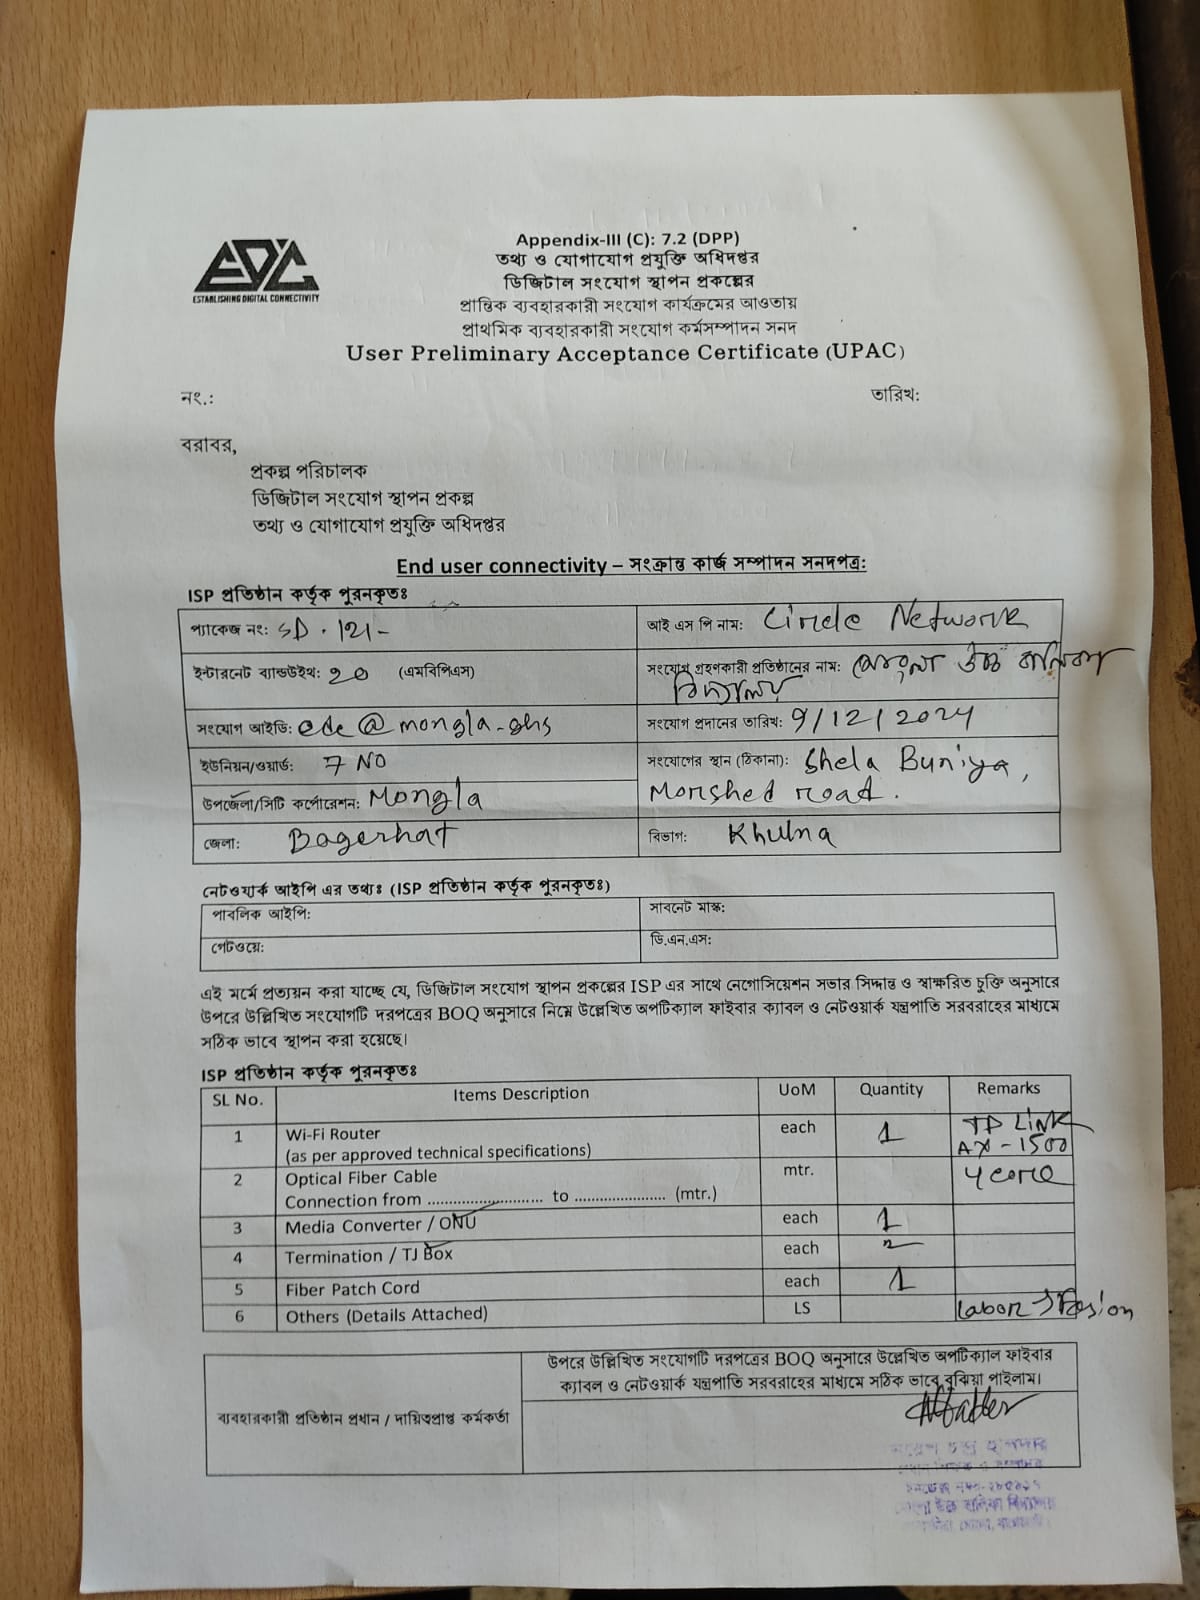 EDC
ESTABLISHING DIGITAL CONNECTIVITY
Appendix-III (C): 7.2 (DPP)
তথ্য ও যোগাযোগ প্রযুক্তি অধিদপ্তর
ডিজিটাল সংযোগ স্থাপন প্রকল্পের
প্রান্তিক ব্যবহারকারী সংযোগ কার্যক্রমের আওতায়
প্রাথমিক ব্যবহারকারী সংযোগ কর্মসম্পাদন সনদ
User Preliminary Acceptance Certificate (UPAC)
নং.: তারিখ:
বরাবর,
প্রকল্প পরিচালক
ডিজিটাল সংযোগ স্থাপন প্রকল্প
তথ্য ও যোগাযোগ প্রযুক্তি অধিদপ্তর
End user connectivity – সংক্রান্ত কার্জ সম্পাদন সনদপত্র:
ISP প্রতিষ্ঠান কর্তৃক পুরনকৃতঃ
প্যাকেজ নং: SD-121- আই এস পি নাম: Circle Network
ইন্টারনেট ব্যান্ডউইথ: 20 (এমবিপিএস) সংযোগ গ্রহণকারী প্রতিষ্ঠানের নাম: উচ্চ বালিকা
বিদ্যালয়
সংযোগ আইডি: edc@mongla-ghs সংযোগ প্রদানের তারিখ: 9/12/2024
ইউনিয়ন/ওয়ার্ড: 7 NO সংযোগের স্থান (ঠিকানা): Shela Buniya,
উপজেলা/সিটি কর্পোরেশন: Mongla Morshed road.
জেলা: Bagerhat বিভাগ: Khulna
নেটওয়ার্ক আইপি এর তথ্যঃ (ISP প্রতিষ্ঠান কর্তৃক পুরনকৃতঃ)
পাবলিক আইপি: সাবনেট মাস্ক:
গেটওয়ে: ডি.এন.এস:
এই মর্মে প্রত্যয়ন করা যাচ্ছে যে, ডিজিটাল সংযোগ স্থাপন প্রকল্পের ISP এর সাথে নেগোসিয়েশন সভার সিদ্দান্ত ও স্বাক্ষরিত চুক্তি অনুসারে
উপরে উল্লিখিত সংযোগটি দরপত্রের BOQ অনুসারে নিম্নে উল্লেখিত অপটিক্যাল ফাইবার ক্যাবল ও নেটওয়ার্ক যন্ত্রপাতি সরবরাহের মাধ্যমে
সঠিক ভাবে স্থাপন করা হয়েছে।
ISP প্রতিষ্ঠান কর্তৃক পুরনকৃতঃ
SL No. Items Description UoM Quantity Remarks
1 Wi-Fi Router each 1 TP LINK
(as per approved technical specifications) AX-1500
2 Optical Fiber Cable mtr. 4 core
Connection from ............................ to ...................... (mtr.)
3 Media Converter / ONU each 1
4 Termination / TJ Box each 2
5 Fiber Patch Cord each 1
6 Others (Details Attached) LS Labor
উপরে উল্লিখিত সংযোগটি দরপত্রের BOQ অনুসারে উল্লেখিত অপটিক্যাল ফাইবার
ক্যাবল ও নেটওয়ার্ক যন্ত্রপাতি সরবরাহের মাধ্যমে সঠিক ভাবে বুঝিয়া পাইলাম।
ব্যবহারকারী প্রতিষ্ঠান প্রধান / দায়িত্বপ্রাপ্ত কর্মকর্তা